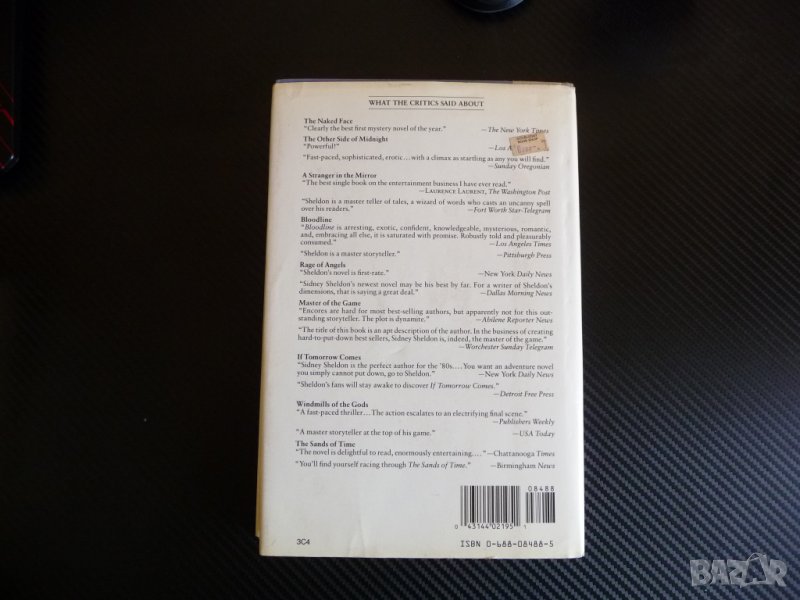 WHAT THE CRITICS SAID ABOUT
The Naked Face
“Clearly the best first mystery novel of the year.” —The New York Times
The Other Side of Midnight
“Powerful!” —Los
“Fast-paced, sophisticated, erotic...with a climax as startling as any you will find.”
—Sunday Oregonian
A Stranger in the Mirror
“The best single book on the entertainment business I have ever read.”
—LAURENCE LAURENT, The Washington Post
“Sheldon is a master teller of tales, a wizard of words who casts an uncanny spell
over his readers.” —Fort Worth Star-Telegram
Bloodline
“Bloodline is arresting, exotic, confident, knowledgeable, mysterious, romantic,
and, embracing all else, it is saturated with promise. Robustly told and pleasurably
consumed.” —Los Angeles Times
“Sheldon is a master storyteller.” —Pittsburgh Press
Rage of Angels
“Sheldon's novel is first-rate.” —New York Daily News
“Sidney Sheldon's newest novel may be his best by far. For a writer of Sheldon's
dimensions, that is saying a great deal.” —Dallas Morning News
Master of the Game
“Encores are hard for most best-selling authors, but apparently not for this out-
standing storyteller. The plot is dynamite.” —Abilene Reporter News
“The title of this book is an apt description of the author. In the business of creating
hard-to-put-down best sellers, Sidney Sheldon is, indeed, the master of the game.”
—Worchester Sunday Telegram
If Tomorrow Comes
“Sidney Sheldon is the perfect author for the '80s....You want an adventure novel
you simply cannot put down, go to Sheldon.” —New York Daily News
“Sheldon's fans will stay awake to discover If Tomorrow Comes.”
—Detroit Free Press
Windmills of the Gods
“A fast-paced thriller...The action escalates to an electrifying final scene.”
—Publishers Weekly
“A master storyteller at the top of his game.” —USA Today
The Sands of Time
“The novel is delightful to read, enormously entertaining....” —Chattanooga Times
“You'll find yourself racing through The Sands of Time.” —Birmingham News
08488
0 43144 02195 1
3C4 ISBN 0-688-08488-5
BAZAR